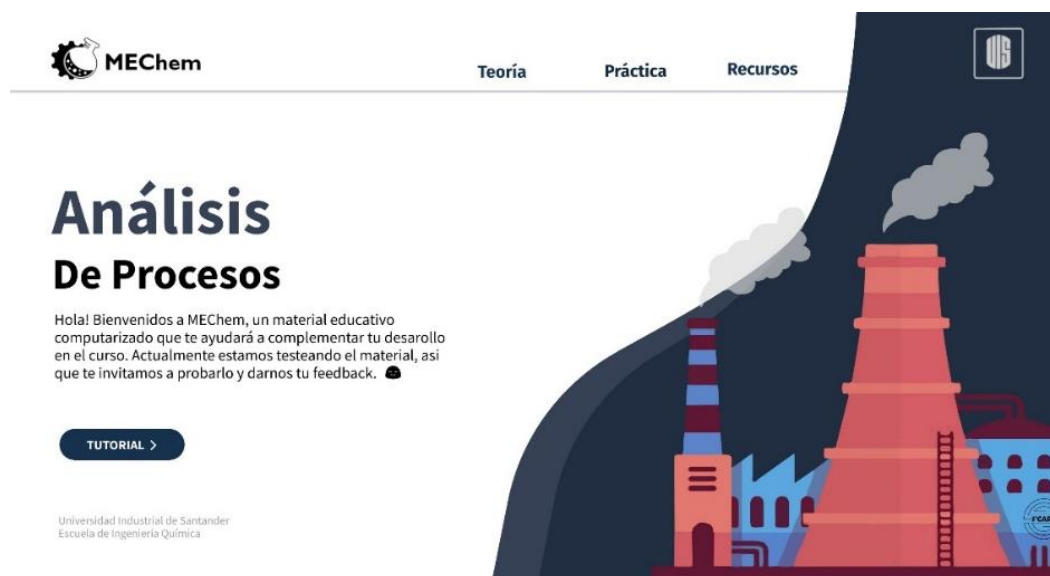 MEChem
Teoría
Práctica
Recursos
UIS
Análisis
De Procesos
Hola! Bienvenidos a MEChem, un material educativo
computarizado que te ayudará a complementar tu desarollo
en el curso. Actualmente estamos testeando el material, asi
que te invitamos a probarlo y darnos tu feedback.
TUTORIAL >
Universidad Industrial de Santander
Escuela de Ingeniería Química